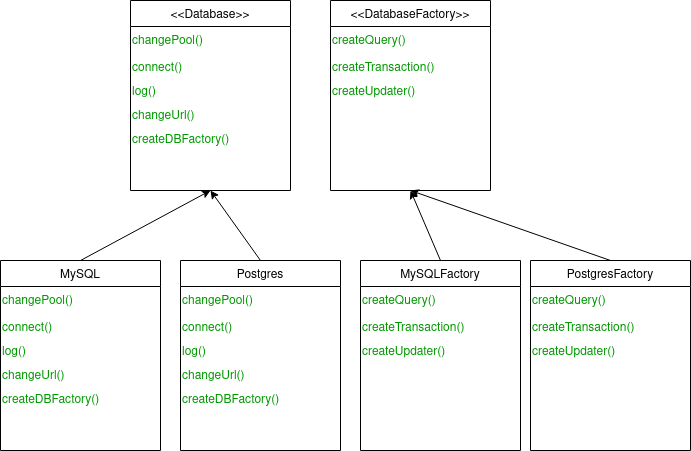 <<Database>>
changePool()
connect()
log()
changeUrl()
createDBFactory()
<<DatabaseFactory>>
createQuery()
createTransaction()
createUpdater()
MySQL
changePool()
connect()
log()
changeUrl()
createDBFactory()
Postgres
changePool()
connect()
log()
changeUrl()
createDBFactory()
MySQLFactory
createQuery()
createTransaction()
createUpdater()
PostgresFactory
createQuery()
createTransaction()
createUpdater()